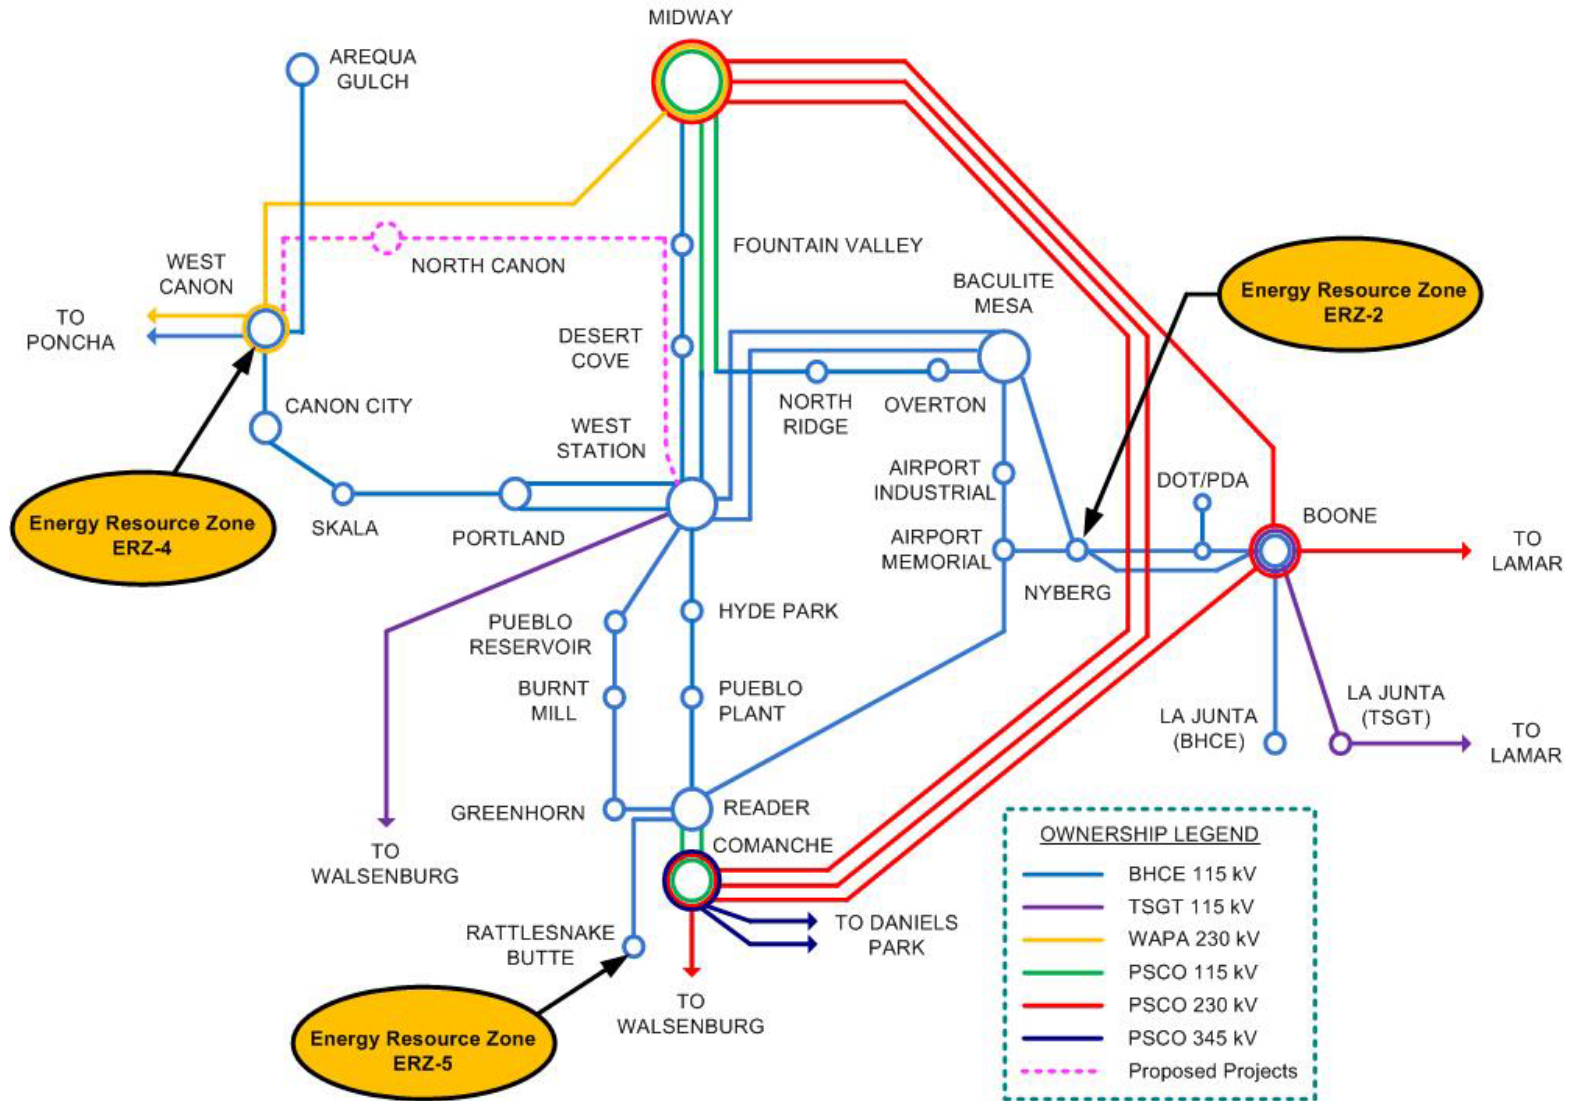 MIDWAY
AREQUA
GULCH
FOUNTAIN VALLEY
NORTH CANON
WEST
CANON
TO
PONCHA
BACULITE
MESA
Energy Resource Zone
ERZ-2
DESERT
COVE
CANON CITY
WEST
STATION
NORTH
RIDGE
OVERTON
AIRPORT
INDUSTRIAL
DOT/PDA
BOONE
Energy Resource Zone
ERZ-4
SKALA
PORTLAND
AIRPORT
MEMORIAL
NYBERG
TO
LAMAR
PUEBLO
RESERVOIR
HYDE PARK
BURNT
MILL
PUEBLO
PLANT
LA JUNTA
(BHCE)
LA JUNTA
(TSGT)
TO
LAMAR
GREENHORN
READER
COMANCHE
TO
WALSENBURG
RATTLESNAKE
BUTTE
TO DANIELS
PARK
TO
WALSENBURG
Energy Resource Zone
ERZ-5
OWNERSHIP LEGEND
BHCE 115 kV
TSGT 115 kV
WAPA 230 kV
PSCO 115 kV
PSCO 230 kV
PSCO 345 kV
Proposed Projects